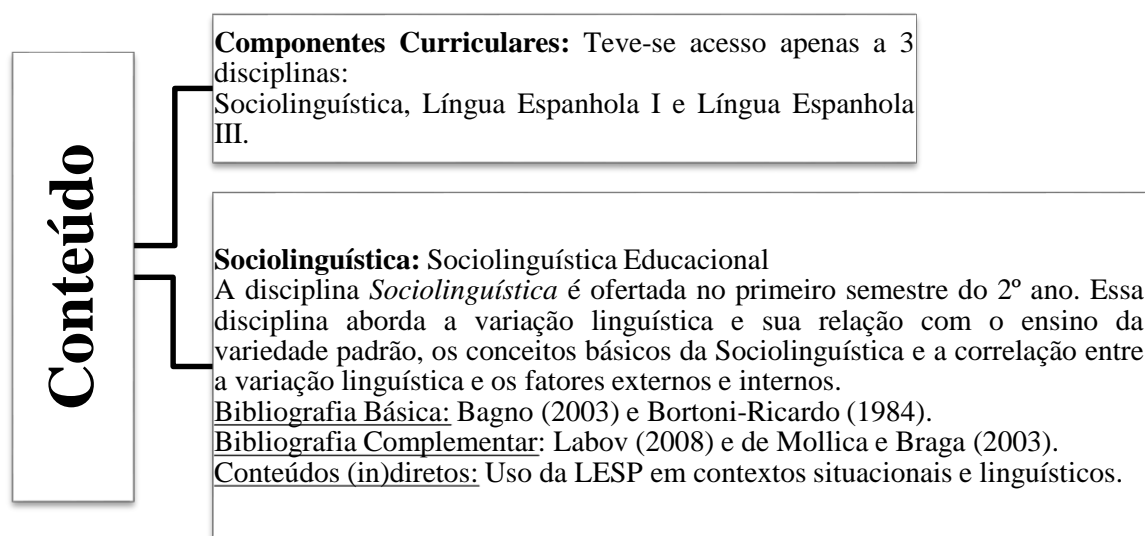 Conteúdo
Componentes Curriculares: Teve-se acesso apenas a 3
disciplinas:
Sociolinguística, Língua Espanhola I e Língua Espanhola
III.
Sociolinguística: Sociolinguística Educacional
A disciplina Sociolinguística é ofertada no primeiro semestre do 2º ano. Essa
disciplina aborda a variação linguística e sua relação com o ensino da
variedade padrão, os conceitos básicos da Sociolinguística e a correlação entre
a variação linguística e os fatores externos e internos.
Bibliografia Básica: Bagno (2003) e Bortoni-Ricardo (1984).
Bibliografia Complementar: Labov (2008) e de Mollica e Braga (2003).
Conteúdos (in)diretos: Uso da LESP em contextos situacionais e linguísticos.